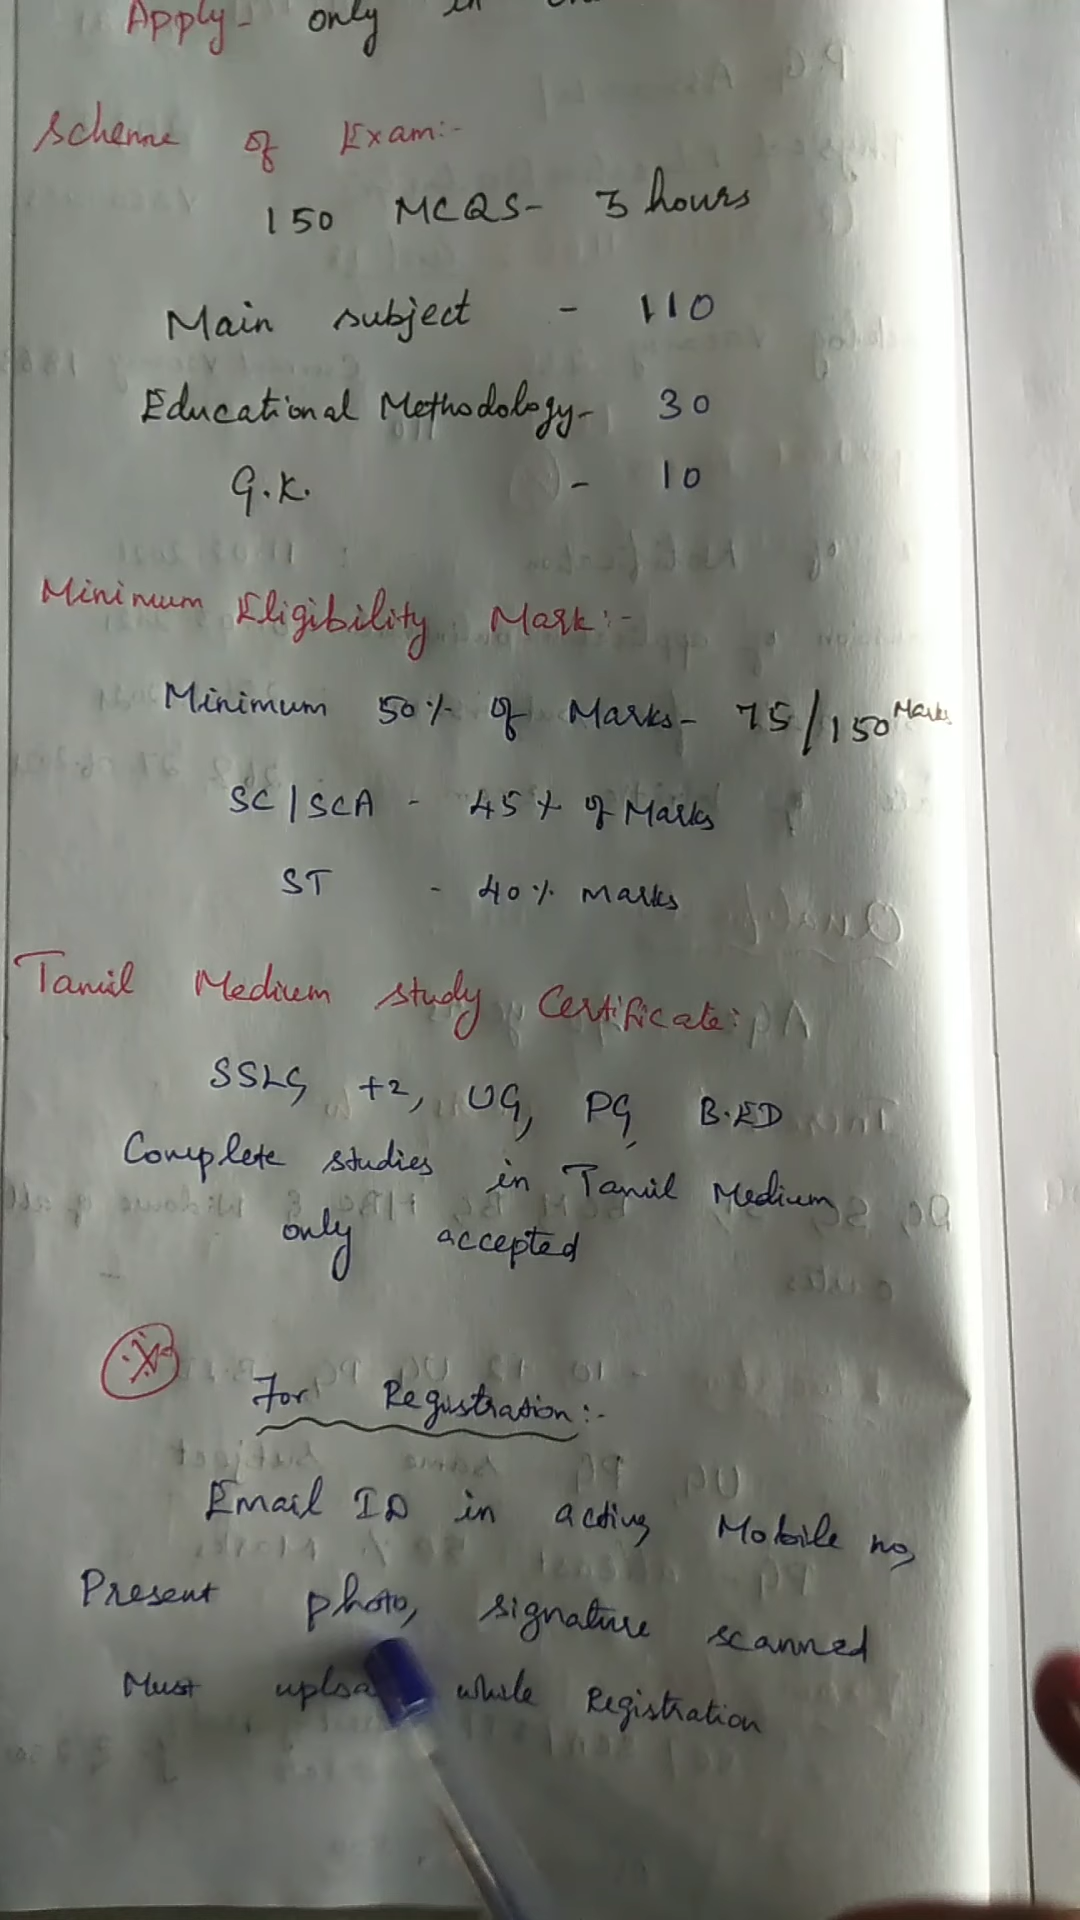 Apply - only in
Scheme of Exam:-
150 MCQS - 3 hours
Main subject - 110
Educational Methodology - 30
G.K. - 10
Minimum Eligibility Mark:-
Minimum 50% of Marks - 75/150 Marks
SC/SCA - 45% of Marks
ST - 40% marks
Tamil Medium study Certificate:
SSLC, +2, UG, PG, B.ED
Complete studies in Tamil Medium
only accepted
For Registration:-
Email ID in active, Mobile no,
Present photo, signature scanned
Must while Registration